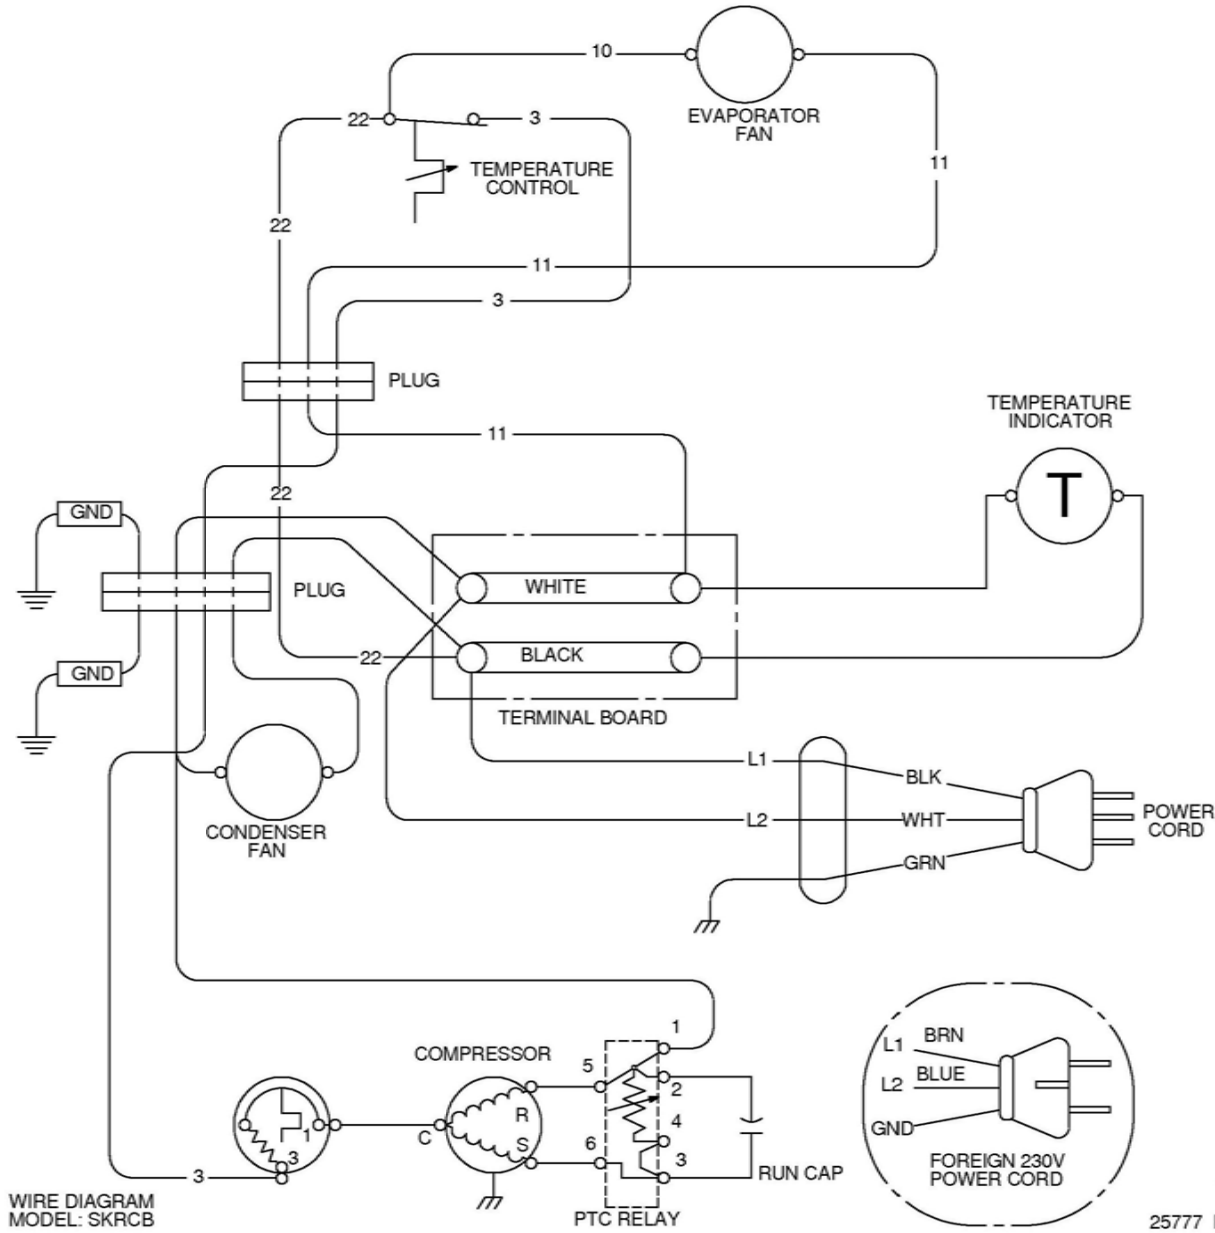 10
EVAPORATOR
FAN
22
3
TEMPERATURE
CONTROL
11
22
11
3
PLUG
TEMPERATURE
INDICATOR
11
T
22
GND
WHITE
PLUG
22
BLACK
GND
TERMINAL BOARD
L1
BLK
L2
WHT
POWER
CORD
GRN
CONDENSER
FAN
1
COMPRESSOR
5
2
R
4
1
C
S
6
3
3
3
RUN CAP
PTC RELAY
L1
BRN
L2
BLUE
GND
FOREIGN 230V
POWER CORD
WIRE DIAGRAM
MODEL: SKRCB
25777